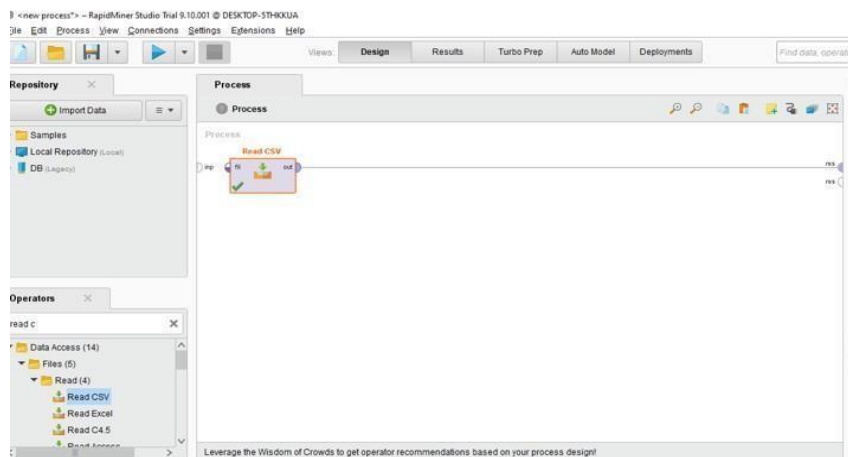 <new process*> – RapidMiner Studio Trial 9.10.001 @ DESKTOP-5THKKUA
File Edit Process View Connections Settings Extensions Help
Views: Design Results Turbo Prep Auto Model Deployments Find data, operat
Repository
Import Data
Samples
Local Repository (Local)
DB (Legacy)
Process
Process
Process
Read CSV
inp fil out res
res
Operators
read c
Data Access (14)
Files (5)
Read (4)
Read CSV
Read Excel
Read C4.5
Read Access
Leverage the Wisdom of Crowds to get operator recommendations based on your process design!